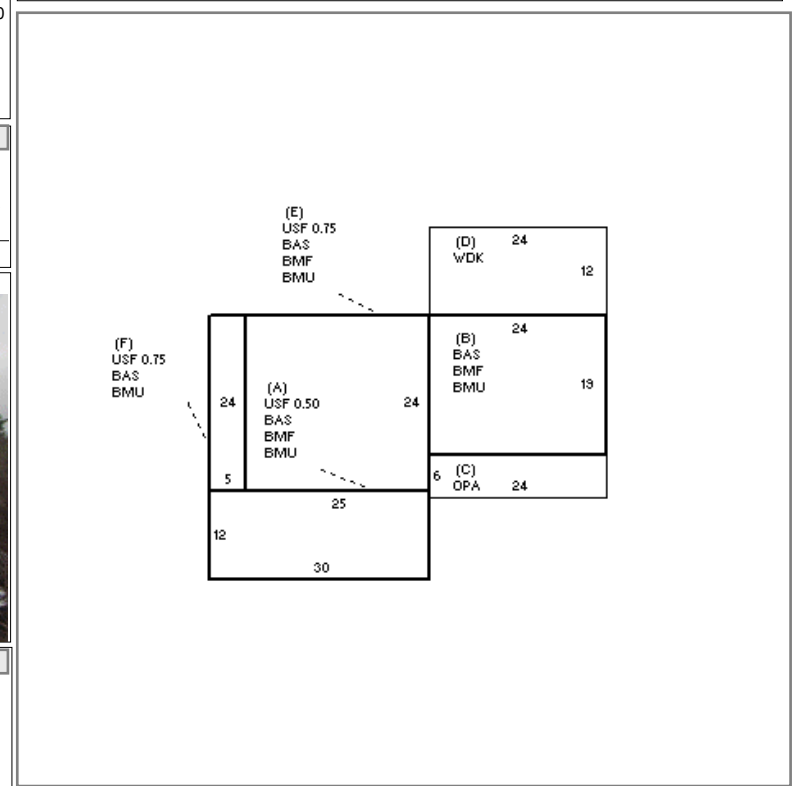 (E)
USF 0.75
BAS
BMF
BMU
(D)
WDK
24
12
(F)
USF 0.75
BAS
BMU
24
5
(A)
USF 0.50
BAS
BMF
BMU
24
(B)
BAS
BMF
BMU
24
19
6
(C)
OPA
24
25
12
30